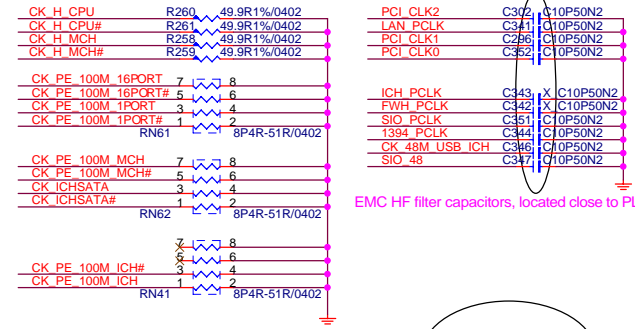 CK_H_CPU R260 49.9R1%/0402
CK_H_CPU# R261 49.9R1%/0402
CK_H_MCH R258 49.9R1%/0402
CK_H_MCH# R259 49.9R1%/0402
CK_PE_100M_16PORT 7 8
CK_PE_100M_16PORT# 5 6
CK_PE_100M_1PORT 3 4
CK_PE_100M_1PORT# 1 2
RN61 8P4R-51R/0402
CK_PE_100M_MCH 7 8
CK_PE_100M_MCH# 5 6
CK_ICHSATA 3 4
CK_ICHSATA# 1 2
RN62 8P4R-51R/0402
7 8
5 6
CK_PE_100M_ICH# 3 4
CK_PE_100M_ICH 1 2
RN41 8P4R-51R/0402
PCI_CLK2 C302 C10P50N2
LAN_PCLK C341 C10P50N2
PCI_CLK1 C296 C10P50N2
PCI_CLK0 C352 C10P50N2
ICH_PCLK C343 X_C10P50N2
FWH_PCLK C342 X_C10P50N2
SIO_PCLK C351 C10P50N2
1394_PCLK C344 C10P50N2
CK_48M_USB_ICH C346 C10P50N2
SIO_48 C347 C10P50N2
EMC HF filter capacitors, located close to PL